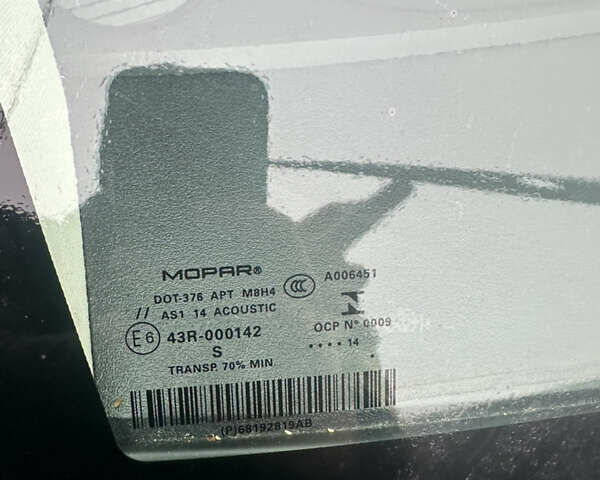 MOPAR®
DOT-376 APT M8H4
// AS1 14 ACOUSTIC
E6 43R-000142
S
TRANSP. 70% MIN
CCC A006451
OCP Nº 0009
•••• 14 •
(P)68192819AB